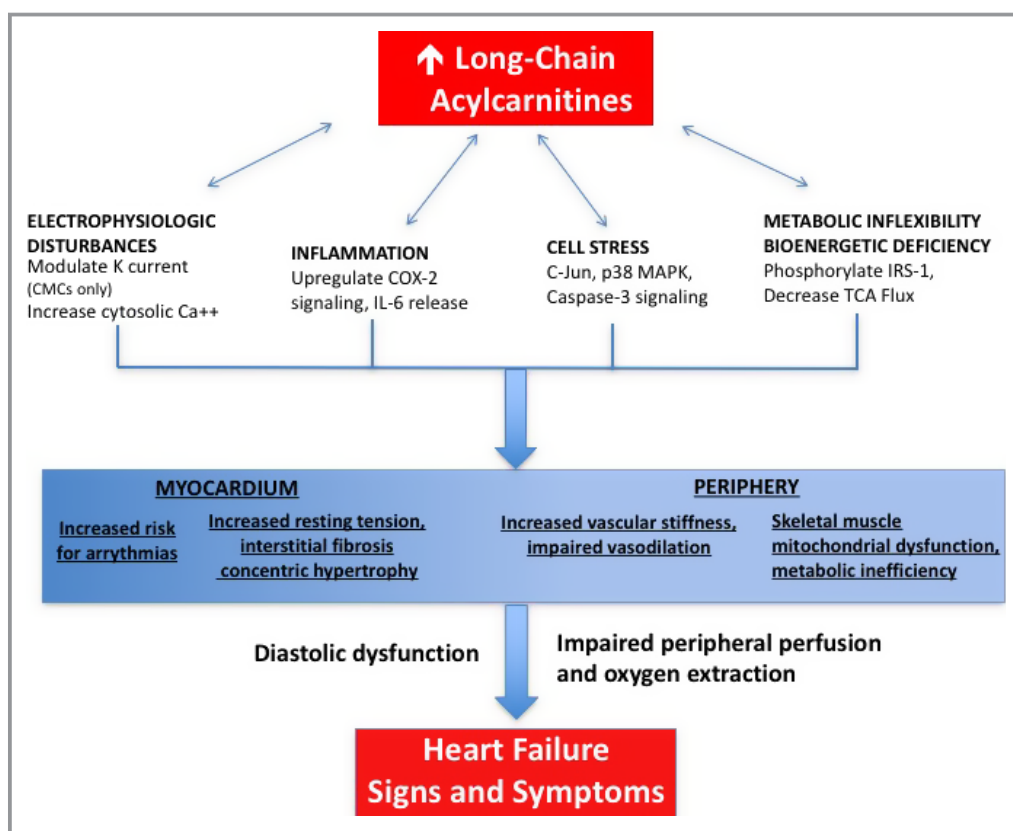 ↑ Long-Chain
Acylcarnitines
ELECTROPHYSIOLOGIC
DISTURBANCES
Modulate K current
(CMCs only)
Increase cytosolic Ca++
INFLAMMATION
Upregulate COX-2
signaling, IL-6 release
CELL STRESS
C-Jun, p38 MAPK,
Caspase-3 signaling
METABOLIC INFLEXIBILITY
BIOENERGETIC DEFICIENCY
Phosphorylate IRS-1,
Decrease TCA Flux
MYOCARDIUM
Increased risk
for arrythmias
Increased resting tension,
interstitial fibrosis
concentric hypertrophy
PERIPHERY
Increased vascular stiffness,
impaired vasodilation
Skeletal muscle
mitochondrial dysfunction,
metabolic inefficiency
Diastolic dysfunction
Impaired peripheral perfusion
and oxygen extraction
Heart Failure
Signs and Symptoms